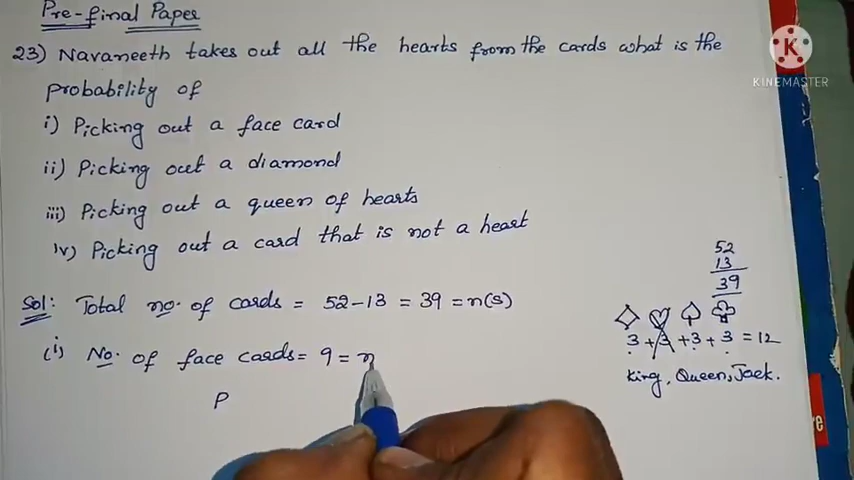 Pre-final Paper
23) Navaneeth takes out all the hearts from the cards what is the
probability of
i) Picking out a face card
ii) Picking out a diamond
iii) Picking out a queen of hearts
iv) Picking out a card that is not a heart
Sol: Total no. of cards = 52-13 = 39 = n(s)
(i) No. of face cards = 9 = n
P
52
13
39
♢ ♡ ♤ ♧
3+3+3+3=12
King, Queen, Jack.
K
KINEMASTER